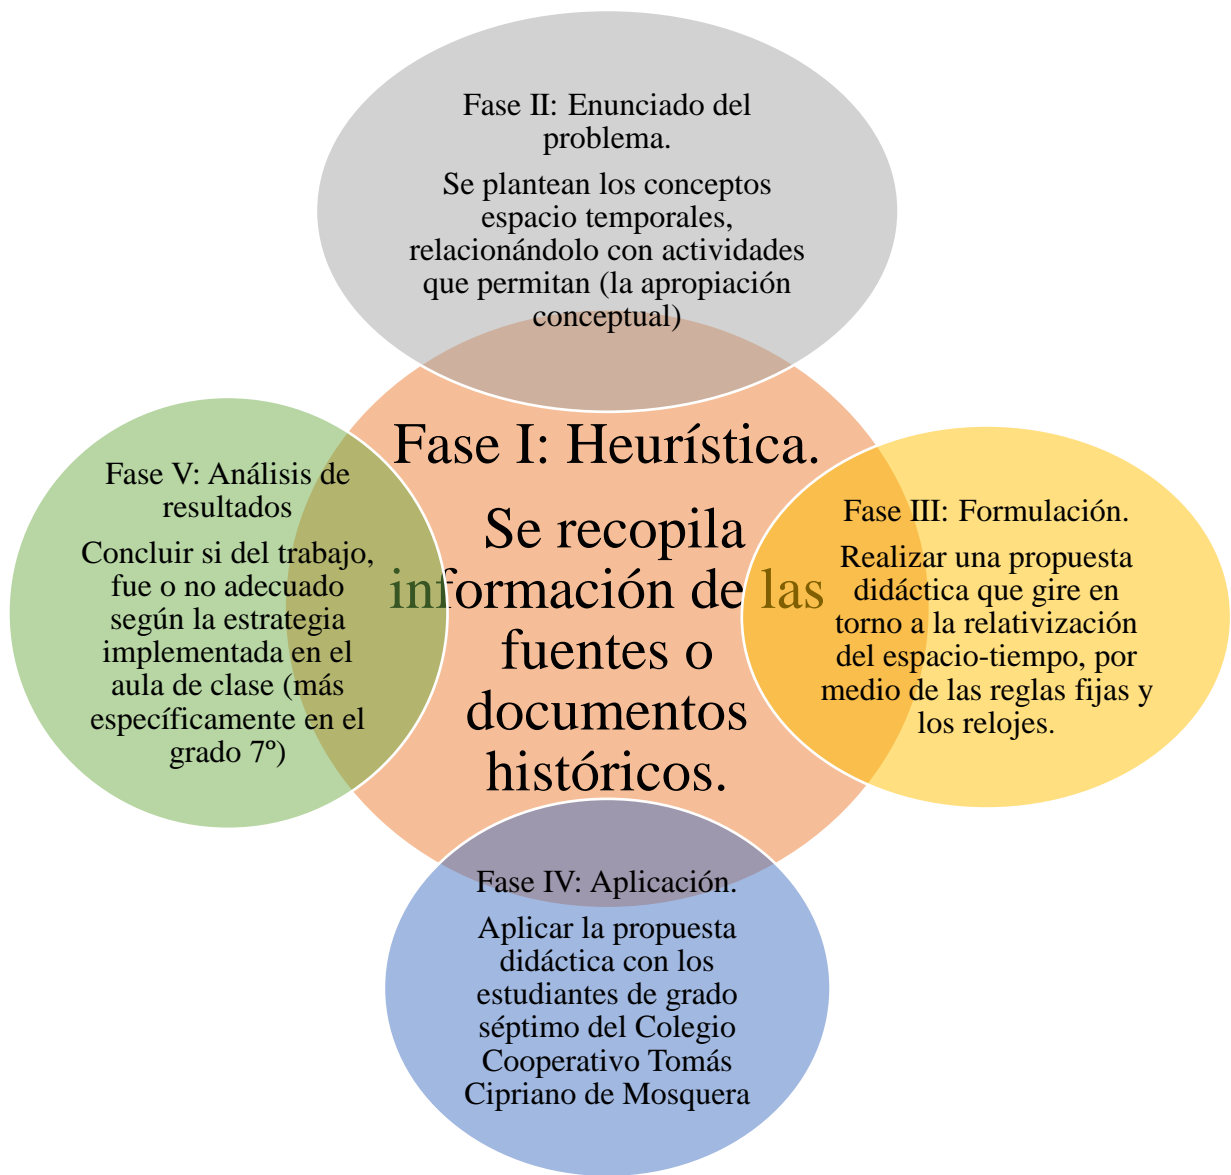 Fase II: Enunciado del
problema.
Se plantean los conceptos
espacio temporales,
relacionándolo con actividades
que permitan (la apropiación
conceptual)
Fase I: Heurística.
Se recopila
información de las
fuentes o
documentos
históricos.
Fase V: Análisis de
resultados
Concluir si del trabajo,
fue o no adecuado
según la estrategia
implementada en el
aula de clase (más
específicamente en el
grado 7º)
Fase III: Formulación.
Realizar una propuesta
didáctica que gire en
torno a la relativización
del espacio-tiempo, por
medio de las reglas fijas y
los relojes.
Fase IV: Aplicación.
Aplicar la propuesta
didáctica con los
estudiantes de grado
séptimo del Colegio
Cooperativo Tomás
Cipriano de Mosquera